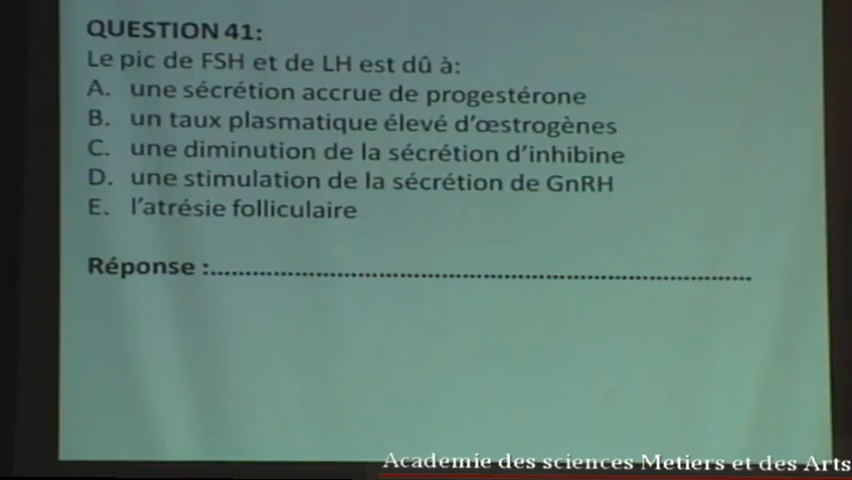 QUESTION 41:
Le pic de FSH et de LH est dû à:
A. une sécrétion accrue de progestérone
B. un taux plasmatique élevé d'œstrogènes
C. une diminution de la sécrétion d'inhibine
D. une stimulation de la sécrétion de GnRH
E. l'atrésie folliculaire
Réponse :................................................................................
Academie des sciences Metiers et des Arts